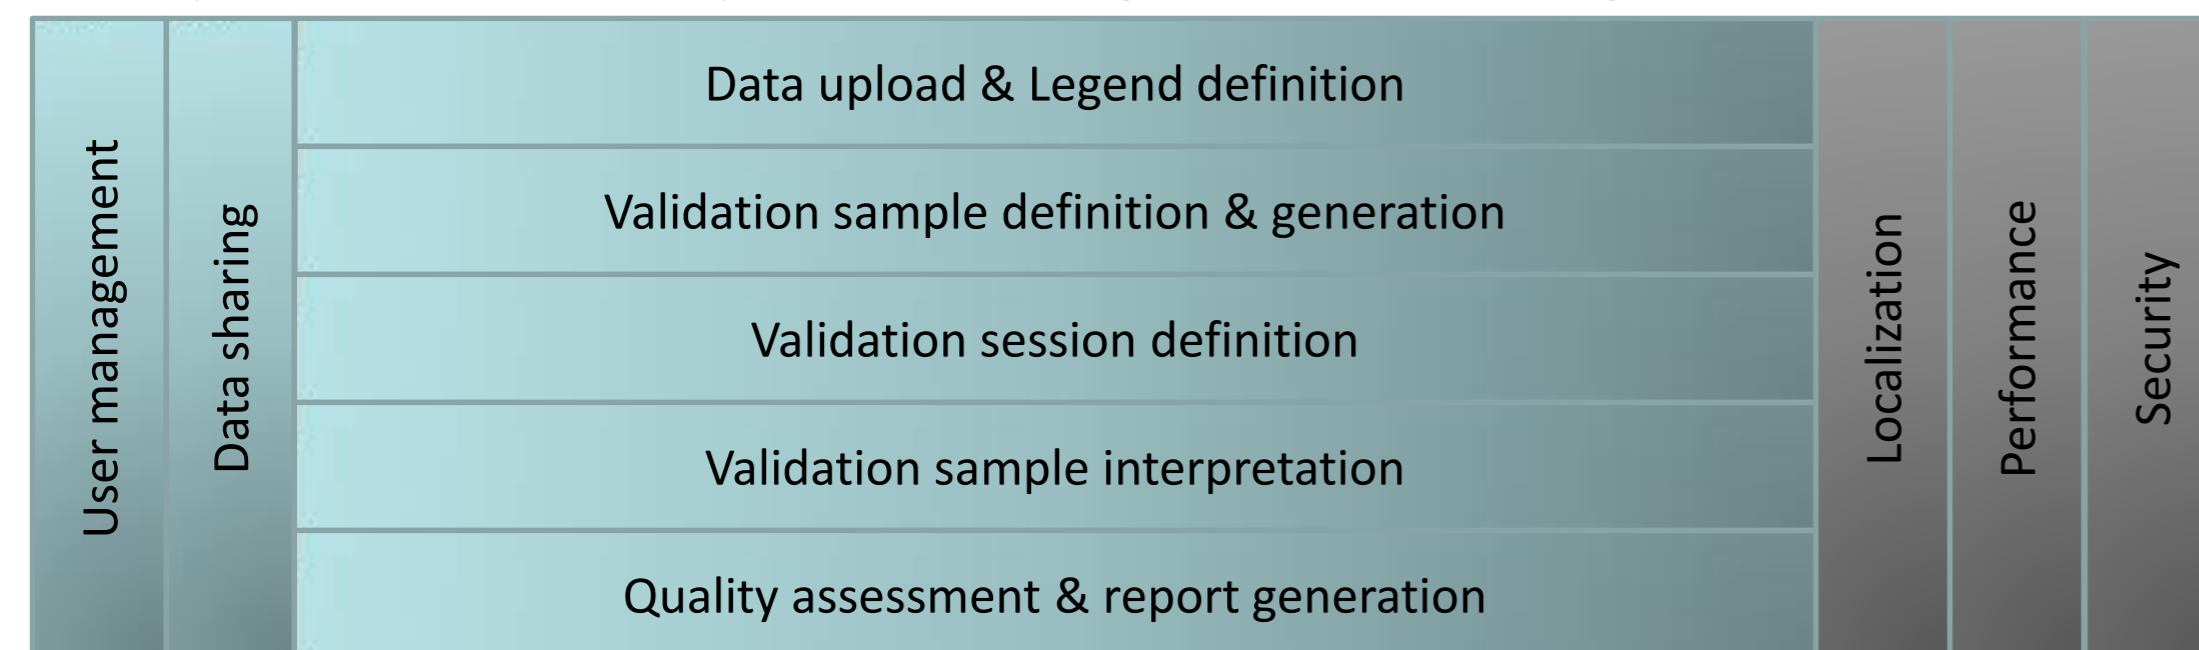 User management
Data sharing
Data upload & Legend definition
Validation sample definition & generation
Validation session definition
Validation sample interpretation
Quality assessment & report generation
Localization
Performance
Security